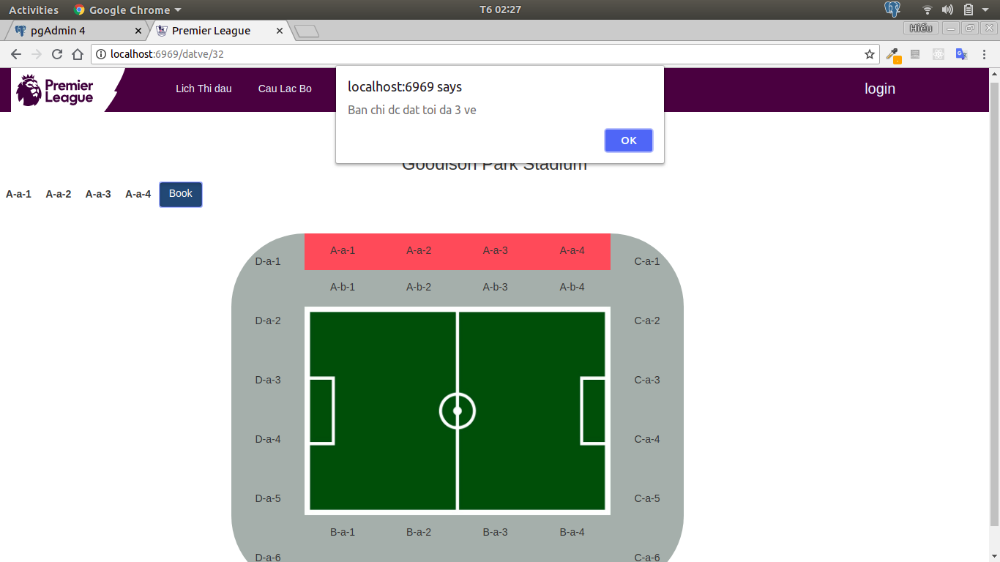 Activities Google Chrome T6 02:27
pgAdmin 4 Premier League Hiếu
localhost:6969/datve/32
Premier League
Lich Thi dau Cau Lac Bo login
localhost:6969 says
Ban chi dc dat toi da 3 ve
OK
Goodison Park Stadium
A-a-1 A-a-2 A-a-3 A-a-4 Book
A-a-1 A-a-2 A-a-3 A-a-4
D-a-1 C-a-1
A-b-1 A-b-2 A-b-3 A-b-4
D-a-2 C-a-2
D-a-3 C-a-3
D-a-4 C-a-4
D-a-5 C-a-5
B-a-1 B-a-2 B-a-3 B-a-4
D-a-6 C-a-6